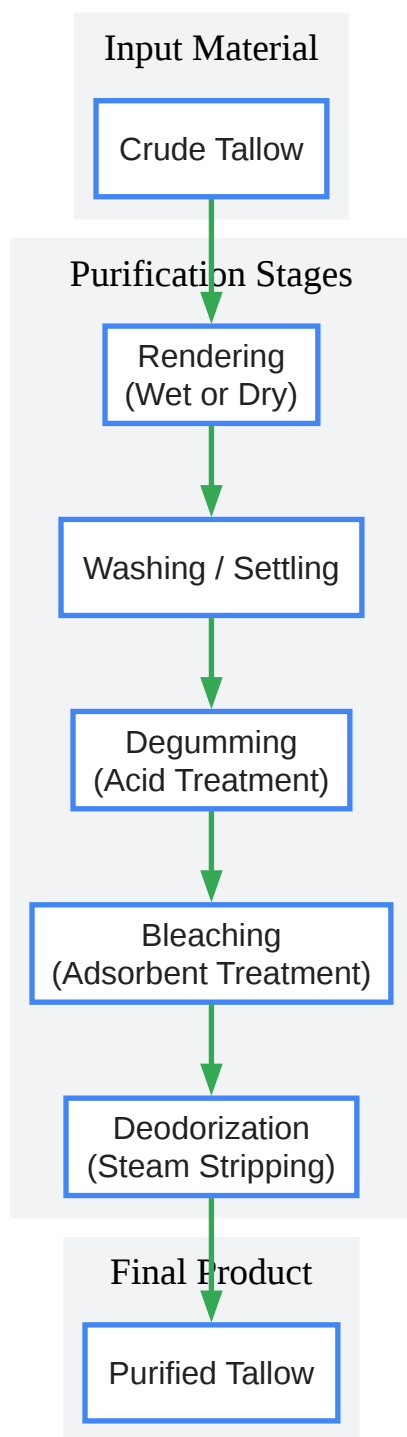 Input Material
Crude Tallow
Purification Stages
Rendering
(Wet or Dry)
Washing / Settling
Degumming
(Acid Treatment)
Bleaching
(Adsorbent Treatment)
Deodorization
(Steam Stripping)
Final Product
Purified Tallow